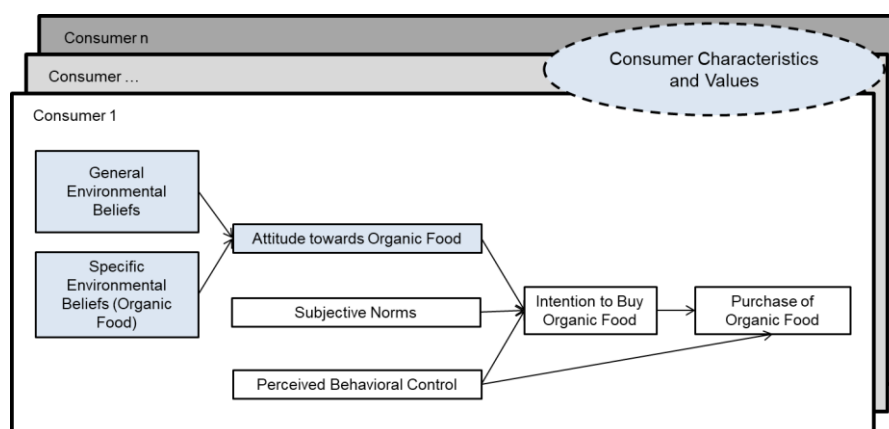 Consumer n
Consumer Characteristics
and Values
Consumer …
Consumer 1
General
Environmental
Beliefs
Specific
Environmental
Beliefs (Organic
Food)
Attitude towards Organic Food
Subjective Norms
Perceived Behavioral Control
Intention to Buy
Organic Food
Purchase of
Organic Food